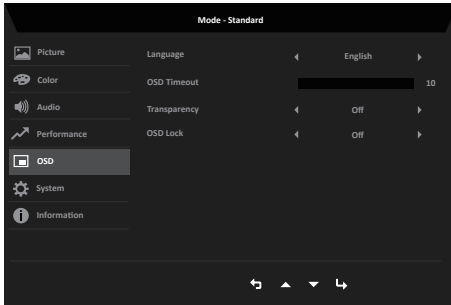 Mode - Standard
Picture
Language English
Color
OSD Timeout 10
Audio
Transparency Off
Performance
OSD Lock Off
OSD
System
Information